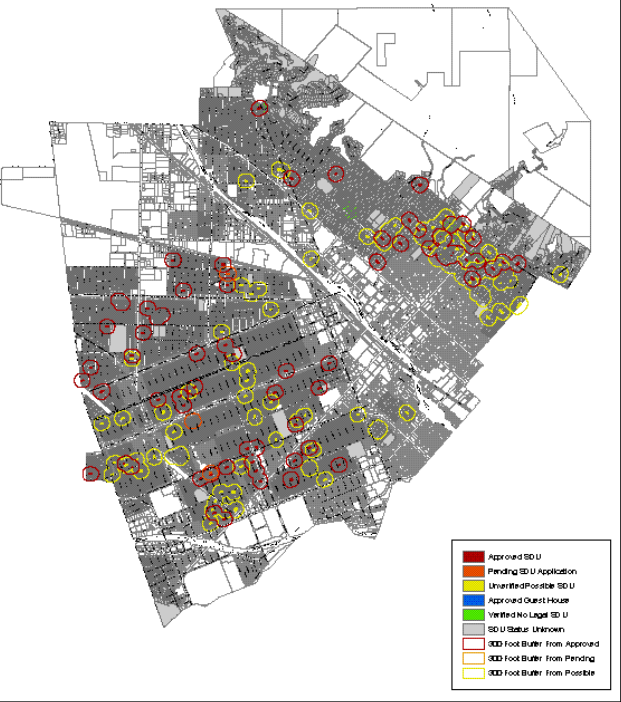 Approved SDU
Pending SDU Application
Unverified Possible SDU
Approved Guest House
Verified No Legal SDU
SDU Status Unknown
300 Foot Buffer From Approved
300 Foot Buffer From Pending
300 Foot Buffer From Possible